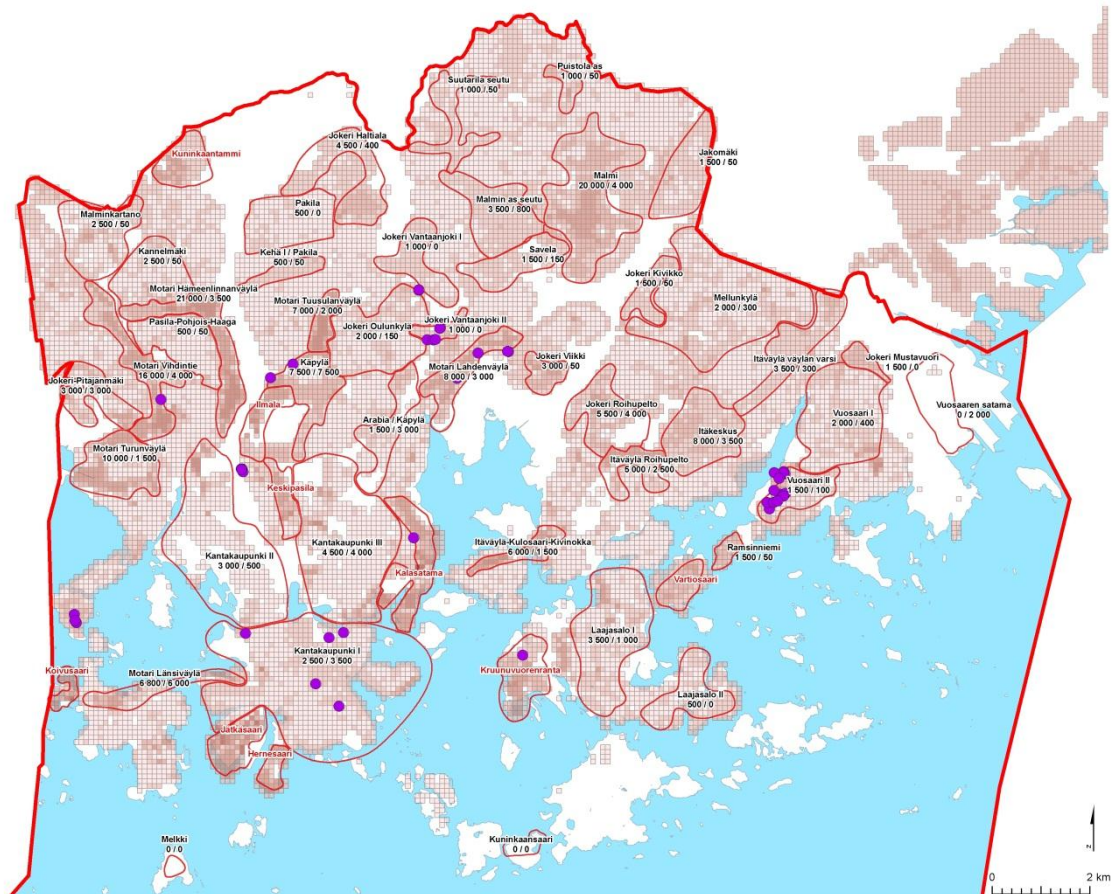 Puistola as
1 000 / 50
Suutarila seutu
1 000 / 50
Jokeri Haltiala
4 500 / 400
Kuninkaantammi
Jakomäki
1 500 / 50
Malmi
20 000 / 4 000
Pakila
500 / 0
Malmin as seutu
3 500 / 800
Malminkartano
2 500 / 50
Jokeri Vantaanjoki I
1 000 / 0
Kannelmäki
2 500 / 50
Kehä I / Pakila
500 / 50
Savela
1 500 / 150
Jokeri Kivikko
1 500 / 50
Motari Hämeenlinnanväylä
21 000 / 3 500
Mellunkylä
2 000 / 300
Motari Tuusulanväylä
7 000 / 2 000
Pasila-Pohjois-Haaga
500 / 50
Jokeri Oulunkylä
2 000 / 150
Jokeri Vantaanjoki II
1 000 / 0
Itäväylä väylän varsi
3 500 / 300
Jokeri Mustavuori
1 500 / 0
Motari Vihdintie
16 000 / 4 000
Käpylä
7 500 / 7 500
Motari Lahdenväylä
8 000 / 3 000
Jokeri Viikki
3 000 / 50
Jokeri-Pitäjänmäki
3 000 / 3 000
Ilmala
Vuosaaren satama
0 / 2 000
Arabia / Käpylä
1 500 / 3 000
Jokeri Roihupelto
5 500 / 4 000
Vuosaari I
2 000 / 400
Itäkeskus
8 000 / 3 500
Motari Turunväylä
10 000 / 1 500
Itäväylä Roihupelto
5 000 / 2 500
Vuosaari II
1 500 / 100
Keskipasila
Kantakaupunki III
4 500 / 4 000
Itäväylä-Kulosaari-Kivinokka
6 000 / 1 500
Ramsinniemi
1 500 / 50
Kantakaupunki II
3 000 / 500
Kalasatama
Vartiosaari
Laajasalo I
3 500 / 1 000
Kantakaupunki I
2 500 / 3 500
Koivusaari
Motari Länsiväylä
6 800 / 6 000
Kruunuvuorenranta
Laajasalo II
500 / 0
Jätkäsaari
Hernesaari
Melkki
0 / 0
Kuninkaansaari
0 / 0
N
0 2 km